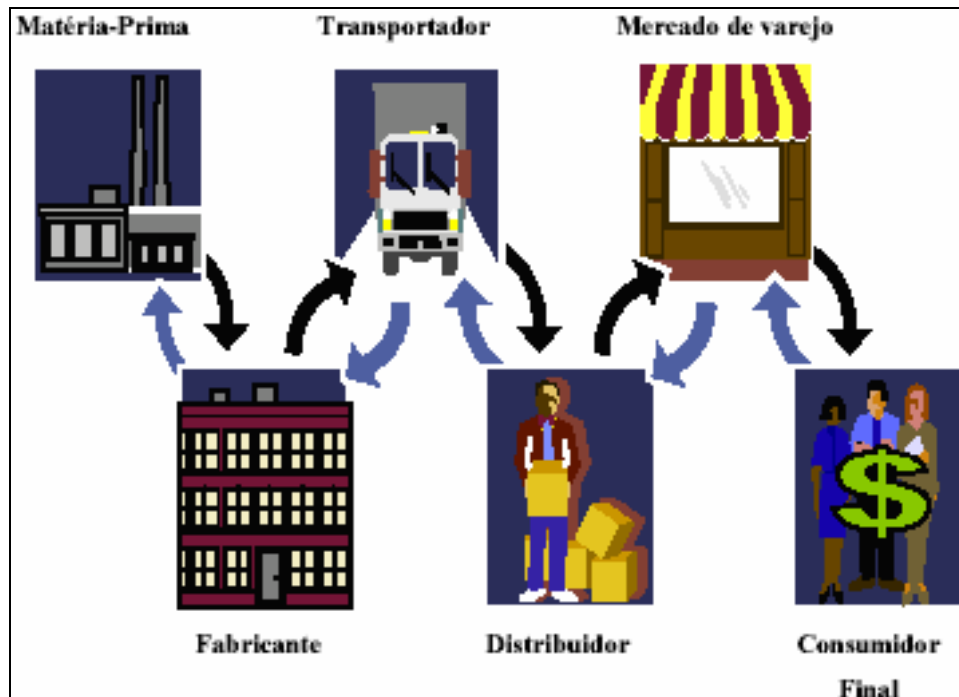 Matéria-Prima
Transportador
Mercado de varejo
$
Fabricante
Distribuidor
Consumidor
Final